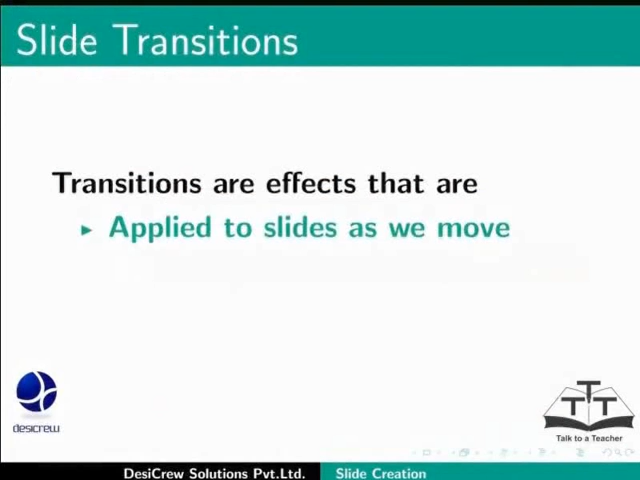 Slide Transitions
Transitions are effects that are
Applied to slides as we move
desicrew
TTT
Talk to a Teacher
DesiCrew Solutions Pvt.Ltd. Slide Creation